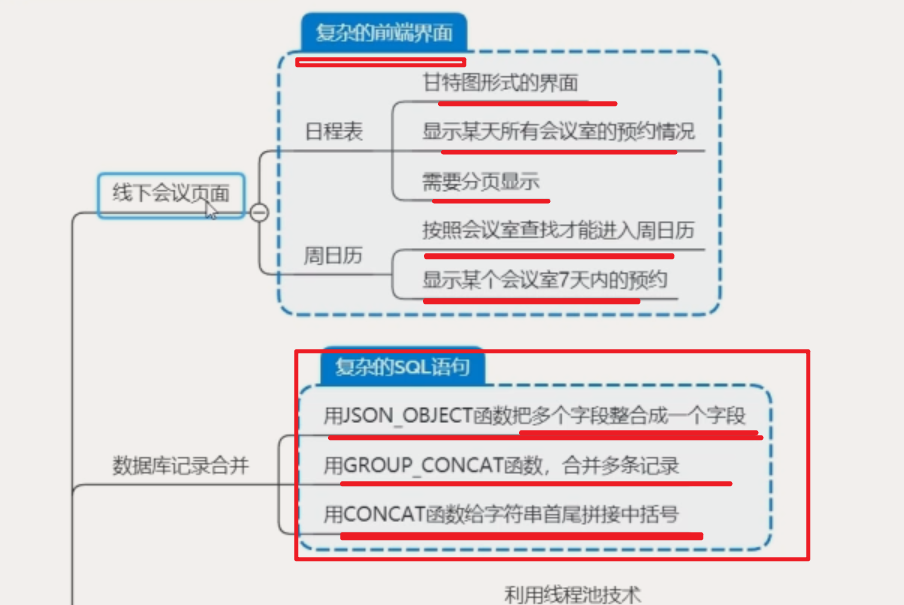 复杂的前端界面
甘特图形式的界面
日程表
显示某天所有会议室的预约情况
需要分页显示
线下会议页面
按照会议室查找才能进入周日历
周日历
显示某个会议室7天内的预约
复杂的SQL语句
用JSON_OBJECT函数把多个字段整合成一个字段
数据库记录合并
用GROUP_CONCAT函数，合并多条记录
用CONCAT函数给字符串首尾拼接中括号
利用线程池技术